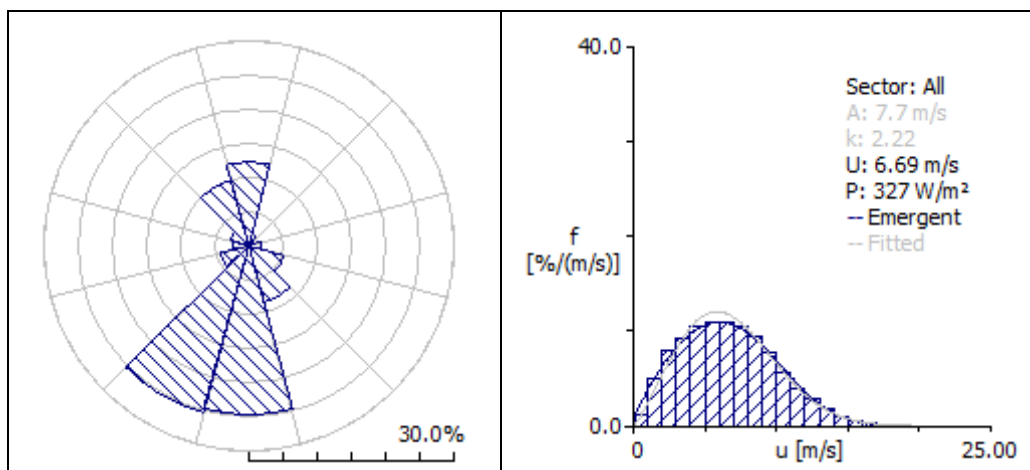 30.0%
40.0
Sector: All
A: 7.7 m/s
k: 2.22
U: 6.69 m/s
P: 327 W/m²
-- Emergent
-- Fitted
f
[%/(m/s)]
0.0
0
u [m/s]
25.00